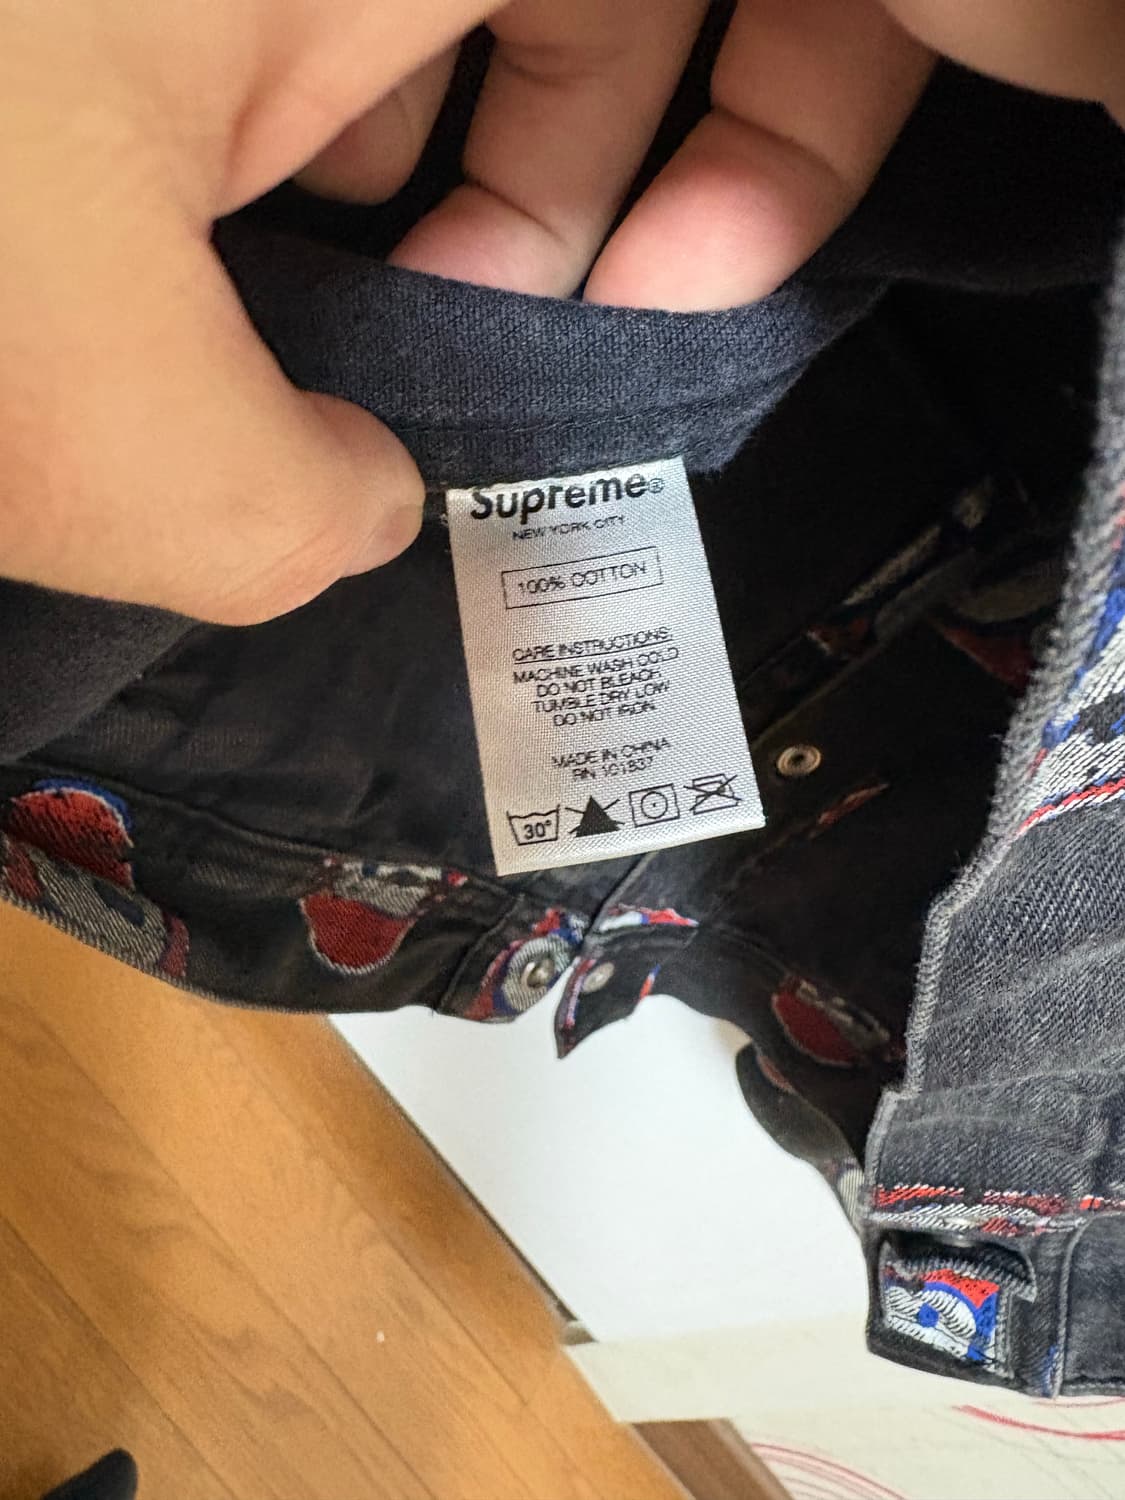 Supreme®
NEW YORK CITY
100% COTTON
CARE INSTRUCTIONS:
MACHINE WASH COLD
DO NOT BLEACH
TUMBLE DRY LOW
DO NOT IRON
MADE IN CHINA
RN 101837
30°